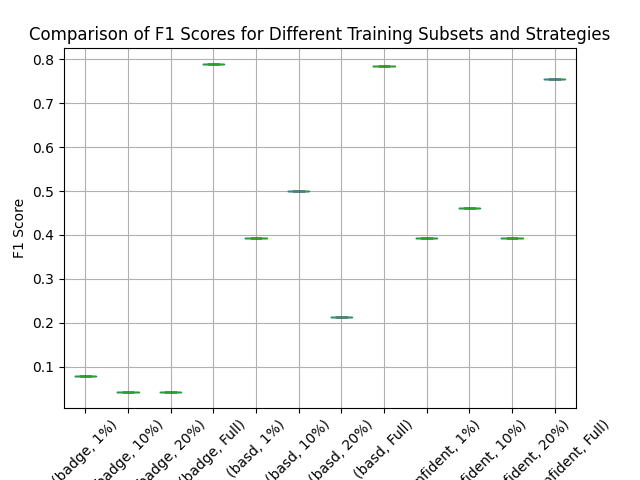 Comparison of F1 Scores for Different Training Subsets and Strategies
F1 Score
0.8
0.7
0.6
0.5
0.4
0.3
0.2
0.1
(badge, 1%)
(badge, 10%)
(badge, 20%)
(badge, Full)
(basd, 1%)
(basd, 10%)
(basd, 20%)
(basd, Full)
nfident, 1%)
fident, 10%)
fident, 20%)
fident, Full)